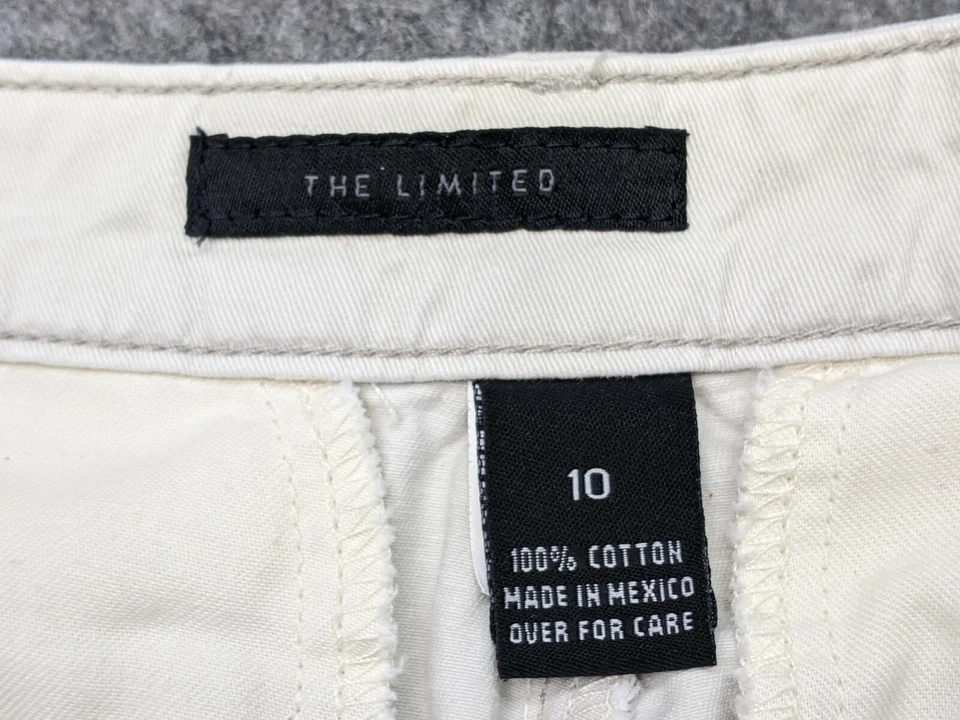 THE LIMITED
10
100% COTTON
MADE IN MEXICO
OVER FOR CARE